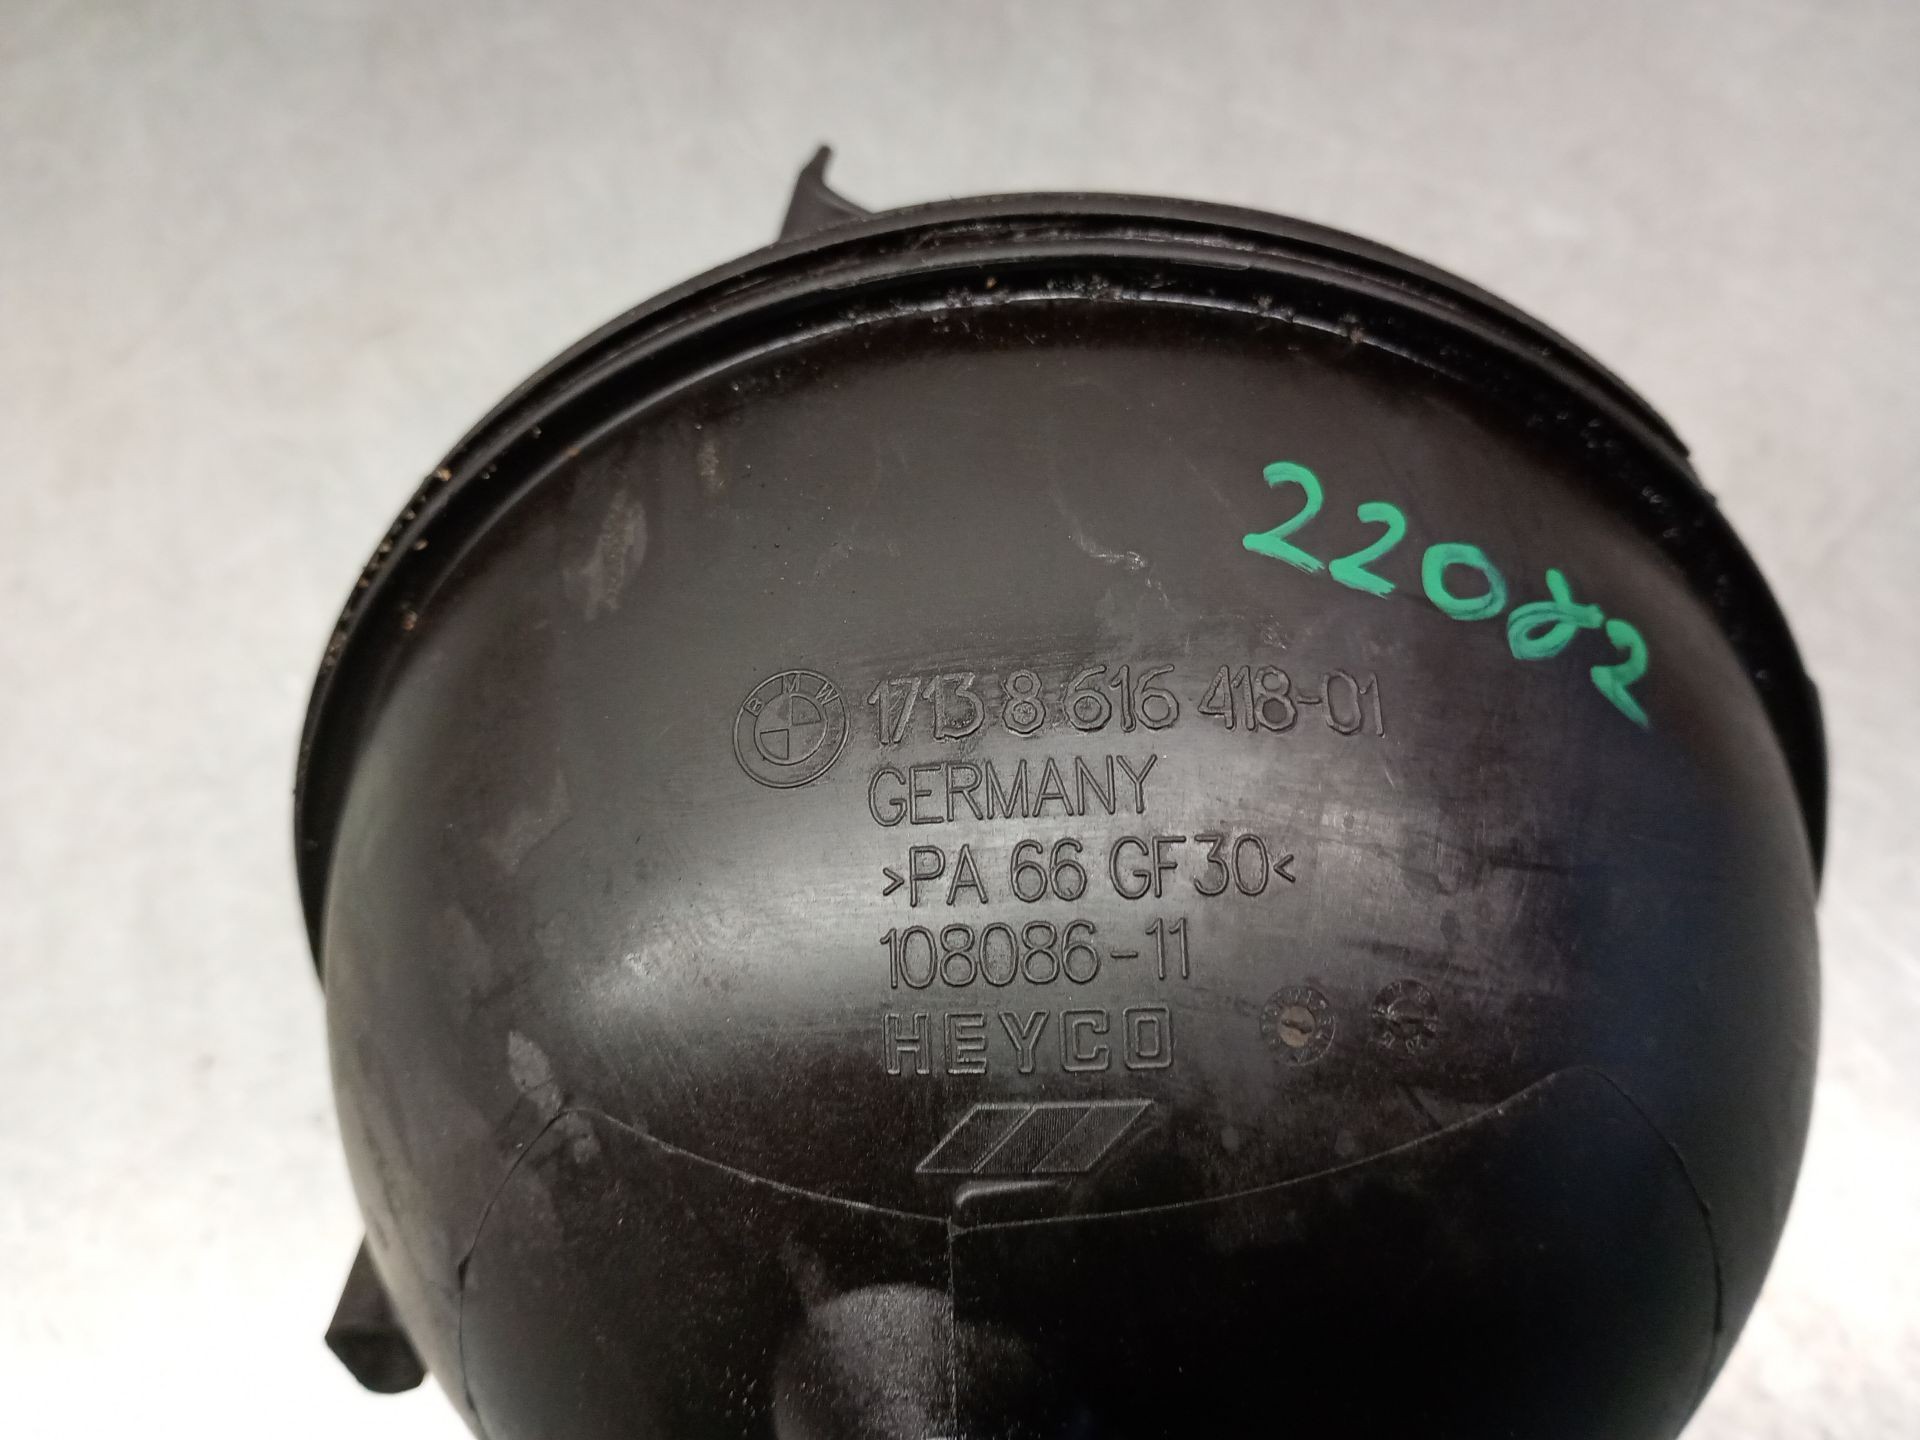 22082
BMW 1713 8 616 418-01
GERMANY
>PA 66 GF30<
108086-11
HEYCO